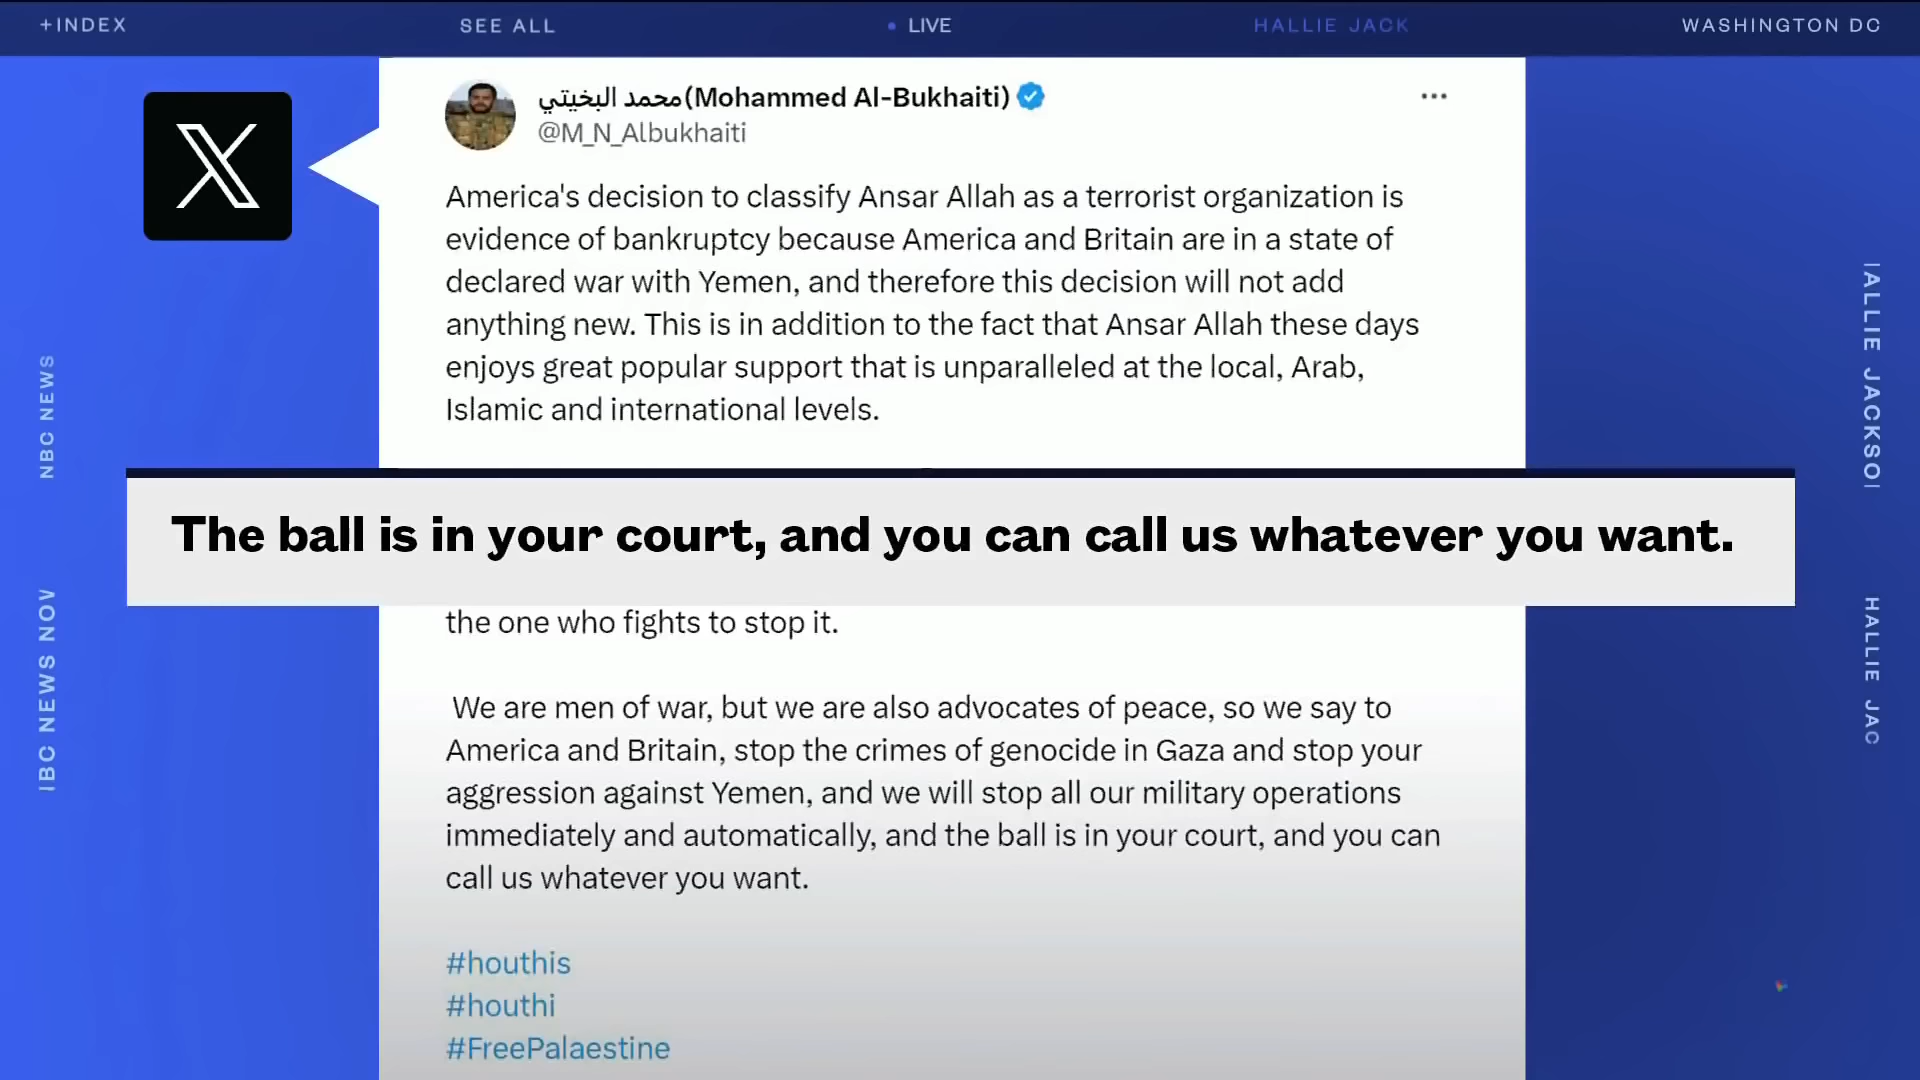 +INDEX
SEE ALL
LIVE
HALLIE JACK
WASHINGTON DC
محمد البخيتي(Mohammed Al-Bukhaiti)
@M_N_Albukhaiti
America's decision to classify Ansar Allah as a terrorist organization is
evidence of bankruptcy because America and Britain are in a state of
declared war with Yemen, and therefore this decision will not add
anything new. This is in addition to the fact that Ansar Allah these days
enjoys great popular support that is unparalleled at the local, Arab,
Islamic and international levels.
The ball is in your court, and you can call us whatever you want.
the one who fights to stop it.
We are men of war, but we are also advocates of peace, so we say to
America and Britain, stop the crimes of genocide in Gaza and stop your
aggression against Yemen, and we will stop all our military operations
immediately and automatically, and the ball is in your court, and you can
call us whatever you want.
#houthis
#houthi
#FreePalaestine
NBC NEWS
NBC NEWS NOV
ALLIE JACKSO
HALLIE JAC